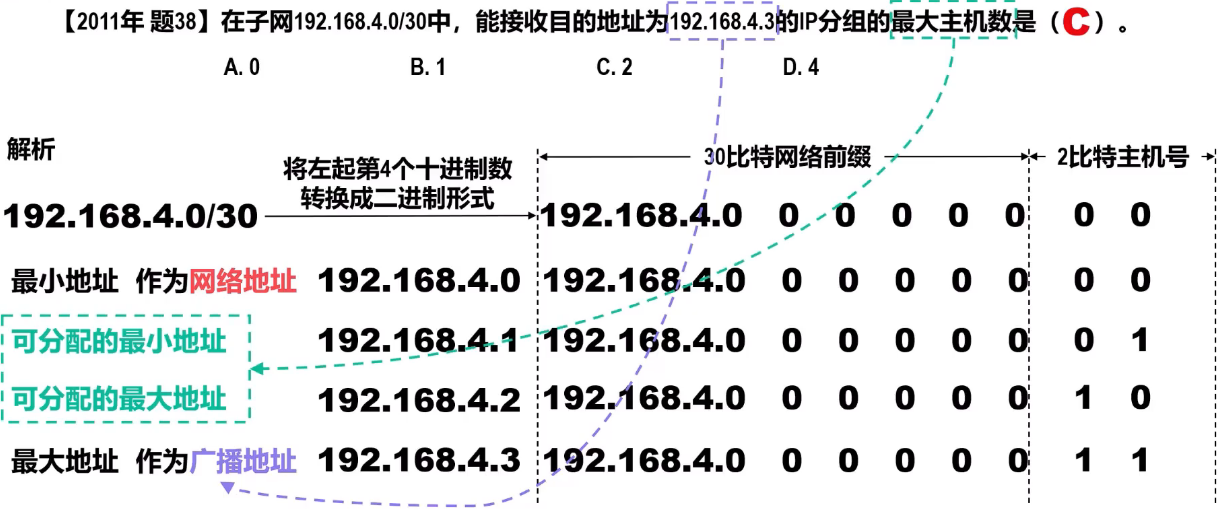 【2011年 题38】在子网192.168.4.0/30中，能接收目的地址为192.168.4.3的IP分组的最大主机数是（C）。
A. 0 B. 1 C. 2 D. 4
解析
将左起第4个十进制数
转换成二进制形式
30比特网络前缀
2比特主机号
192.168.4.0/30 192.168.4.0 0 0 0 0 0 0 0
最小地址 作为网络地址 192.168.4.0 192.168.4.0 0 0 0 0 0 0 0
可分配的最小地址 192.168.4.1 192.168.4.0 0 0 0 0 0 0 1
可分配的最大地址 192.168.4.2 192.168.4.0 0 0 0 0 0 1 0
最大地址 作为广播地址 192.168.4.3 192.168.4.0 0 0 0 0 0 1 1